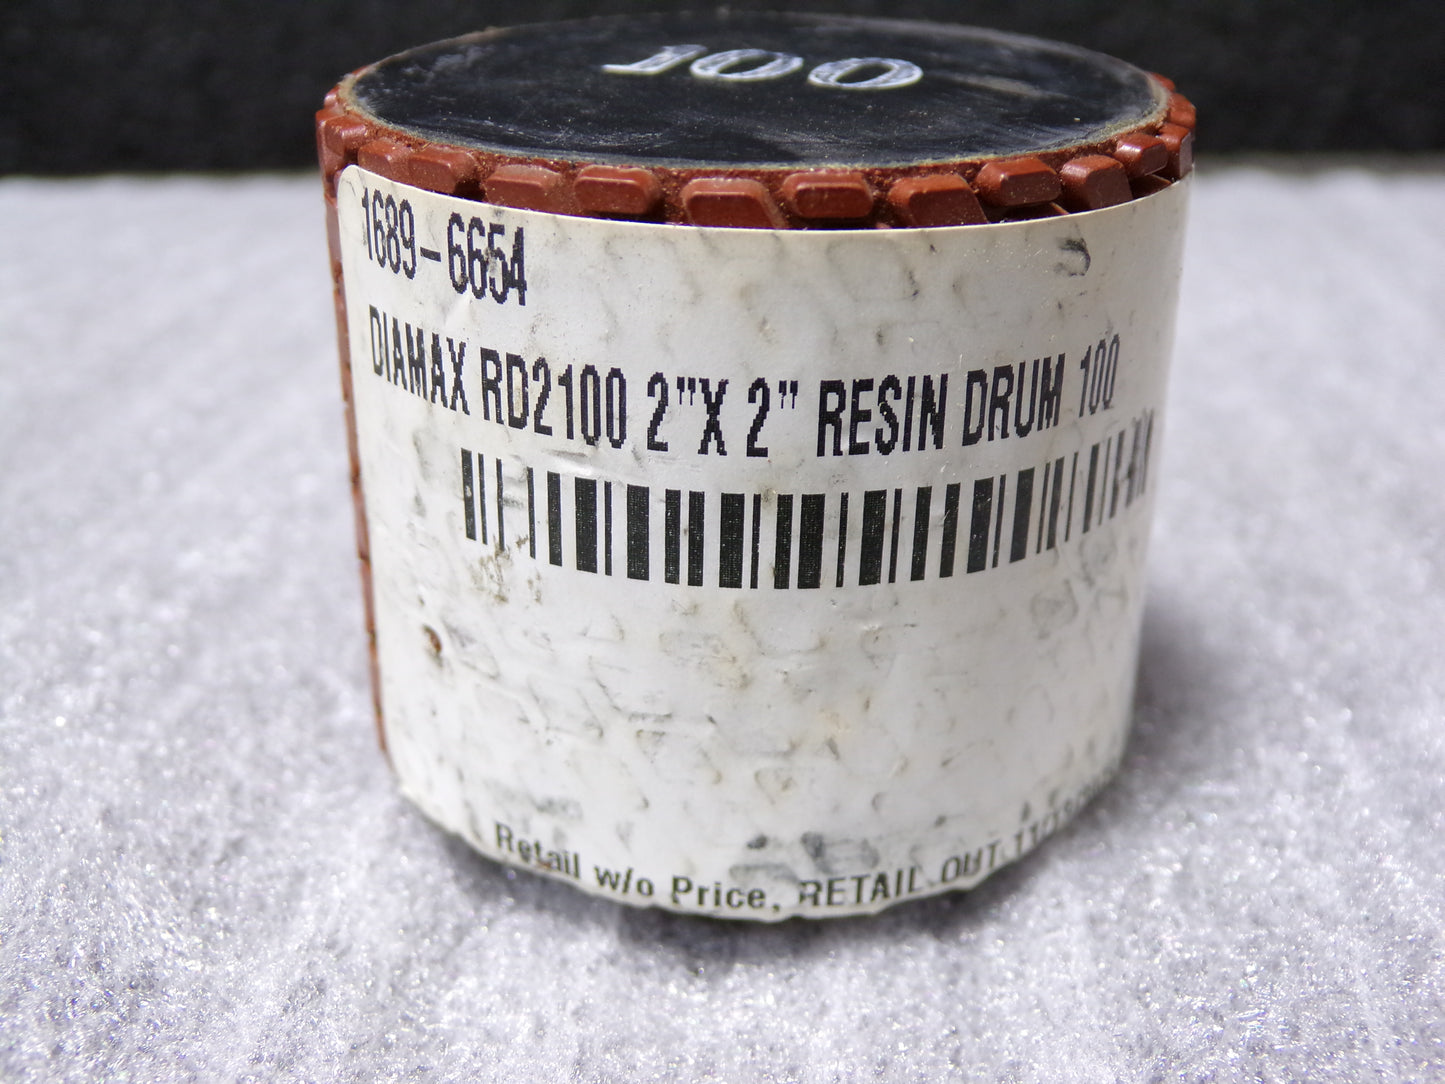 100
1689-6654
DIAMAX RD2100 2"X 2" RESIN DRUM 100
Retail w/o Price, RETAIL.OUT